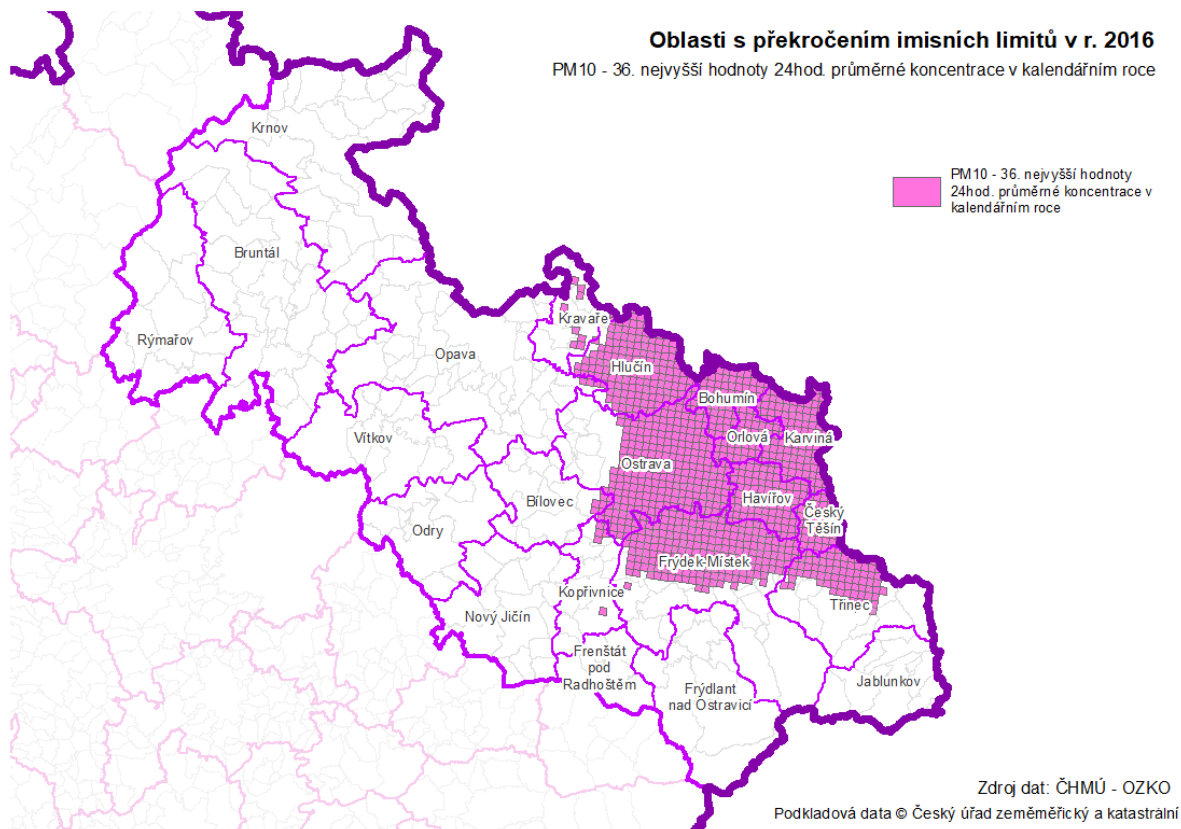 Oblasti s překročením imisních limitů v r. 2016
PM10 - 36. nejvyšší hodnoty 24hod. průměrné koncentrace v kalendářním roce
PM10 - 36. nejvyšší hodnoty
24hod. průměrné koncentrace v
kalendářním roce
Krnov
Bruntál
Rýmařov
Opava
Kravaře
Hlučín
Bohumín
Orlová
Karviná
Vítkov
Ostrava
Havířov
Bílovec
Český
Těšín
Odry
Frýdek-Místek
Kopřivnice
Třinec
Nový Jičín
Frenštát
pod
Radhoštěm
Frýdlant
nad Ostravicí
Jablunkov
Zdroj dat: ČHMÚ - OZKO
Podkladová data © Český úřad zeměměřický a katastrální